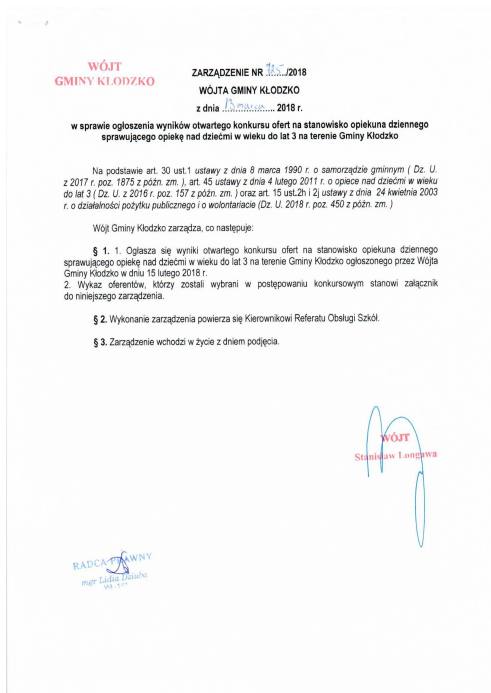 WÓJT
GMINY KŁODZKO
ZARZĄDZENIE NR 385/2018
WÓJTA GMINY KŁODZKO
z dnia 13 marca 2018 r.
w sprawie ogłoszenia wyników otwartego konkursu ofert na stanowisko opiekuna dziennego
sprawującego opiekę nad dziećmi w wieku do lat 3 na terenie Gminy Kłodzko
Na podstawie art. 30 ust.1 ustawy z dnia 8 marca 1990 r. o samorządzie gminnym ( Dz. U.
z 2017 r. poz. 1875 z późn. zm. ), art. 45 ustawy z dnia 4 lutego 2011 r. o opiece nad dziećmi w wieku
do lat 3 ( Dz. U. z 2016 r. poz. 157 z późn. zm. ) oraz art. 15 ust.2h i 2j ustawy z dnia 24 kwietnia 2003
r. o działalności pożytku publicznego i o wolontariacie (Dz. U. 2018 r. poz. 450 z późn. zm. )
Wójt Gminy Kłodzko zarządza, co następuje:
§ 1. 1. Ogłasza się wyniki otwartego konkursu ofert na stanowisko opiekuna dziennego
sprawującego opiekę nad dziećmi w wieku do lat 3 na terenie Gminy Kłodzko ogłoszonego przez Wójta
Gminy Kłodzko w dniu 15 lutego 2018 r.
2. Wykaz oferentów, którzy zostali wybrani w postępowaniu konkursowym stanowi załącznik
do niniejszego zarządzenia.
§ 2. Wykonanie zarządzenia powierza się Kierownikowi Referatu Obsługi Szkół.
§ 3. Zarządzenie wchodzi w życie z dniem podjęcia.
WÓJT
Stanisław Longawa
RADCA PRAWNY
mgr Lidia Dziuba